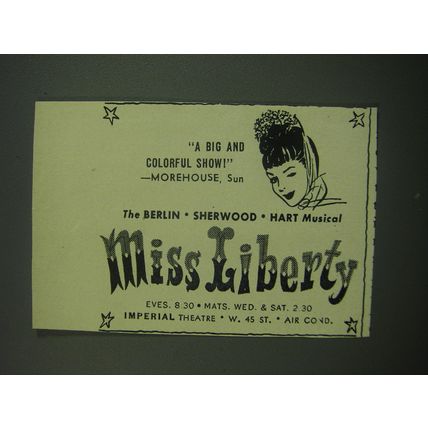 "A BIG AND
COLORFUL SHOW!"
—MOREHOUSE, Sun
The BERLIN • SHERWOOD • HART Musical
Miss Liberty
EVES. 8 30 • MATS. WED. & SAT. 2 30
IMPERIAL THEATRE • W. 45 ST. • AIR COND.